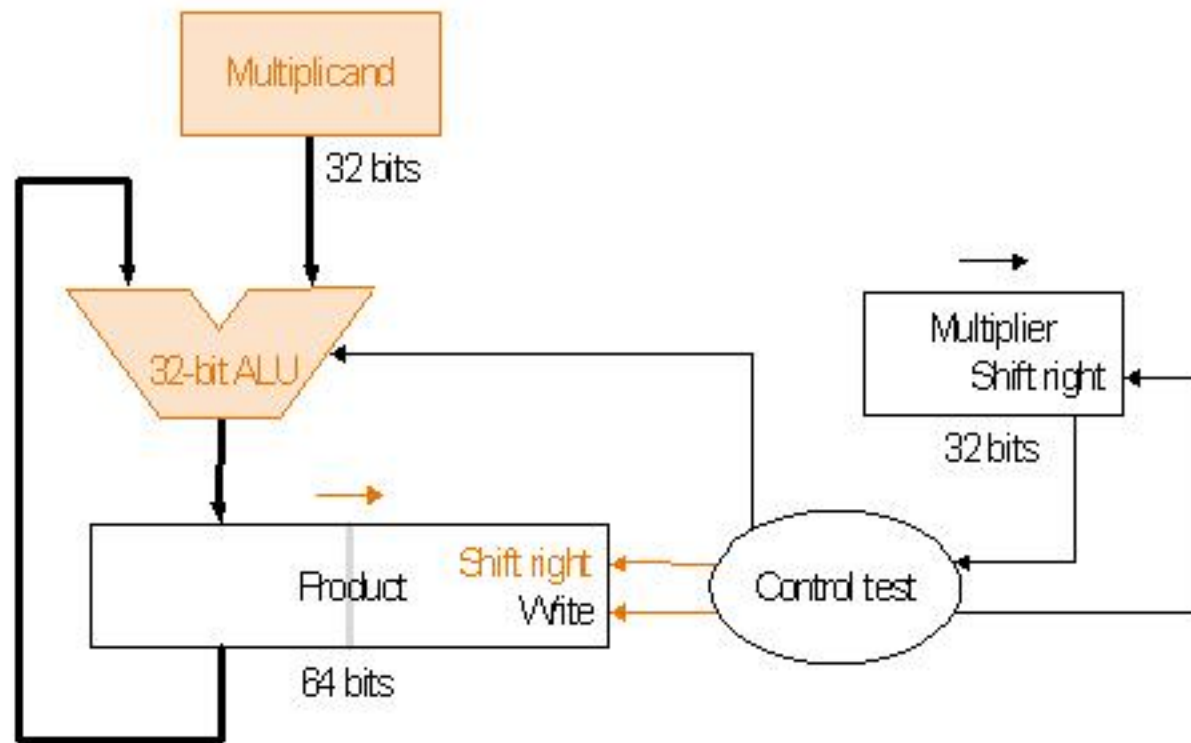 Multiplicand
32 bits
32-bit ALU
Multiplier
Shift right
32 bits
Product
Shift right
Write
Control test
64 bits